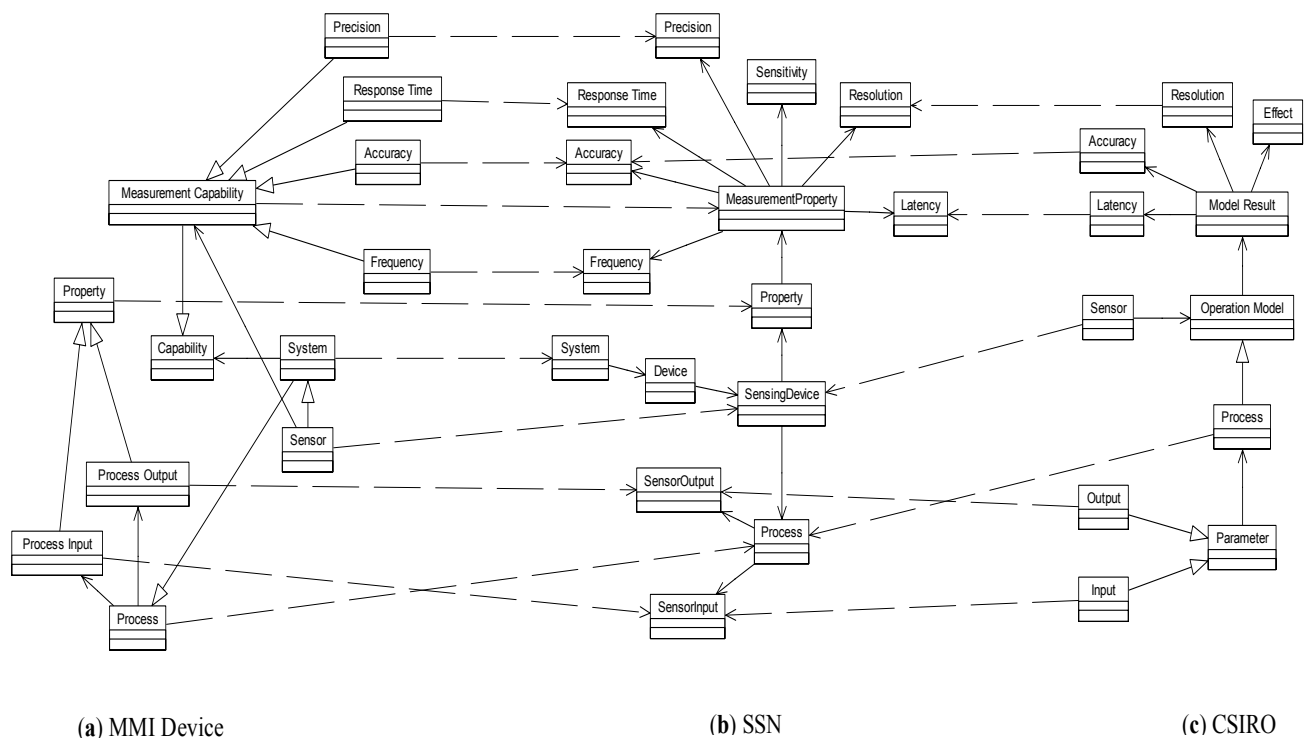 Precision
Precision
Sensitivity
Response Time
Response Time
Resolution
Resolution
Effect
Accuracy
Accuracy
Accuracy
Measurement Capability
MeasurementProperty
Latency
Latency
Model Result
Frequency
Frequency
Property
Property
Sensor
Operation Model
Capability
System
System
Device
SensingDevice
Process
Sensor
Process Output
SensorOutput
Output
Process Input
Process
Parameter
Process
SensorInput
Input
(a) MMI Device
(b) SSN
(c) CSIRO